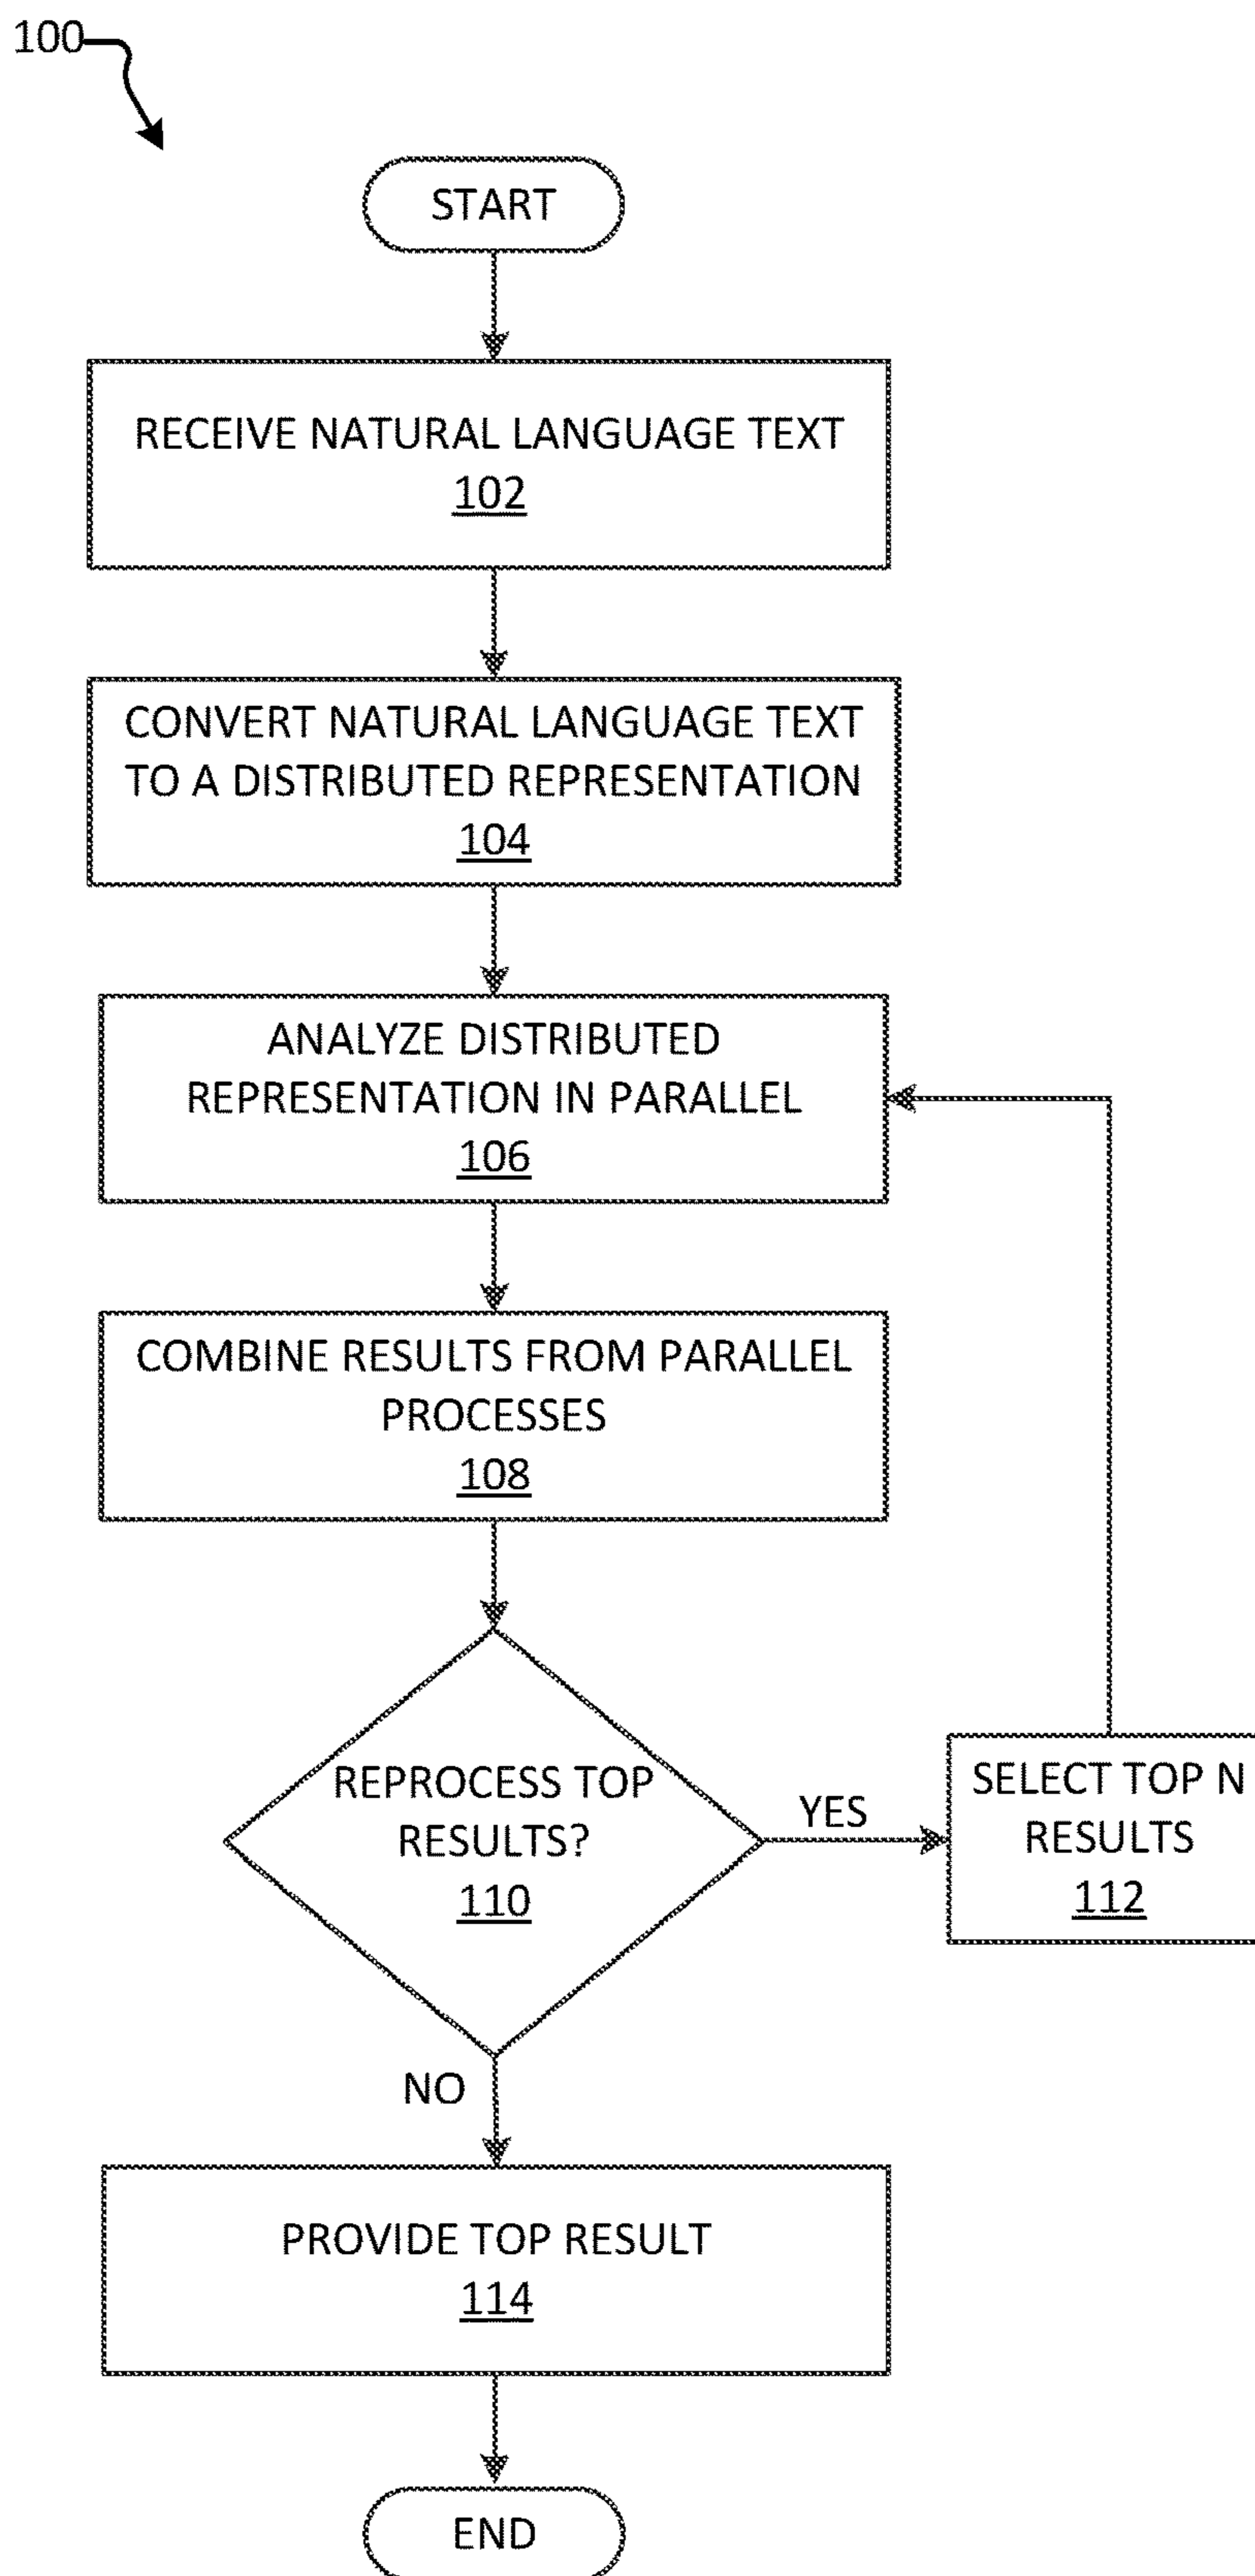 100
START
RECEIVE NATURAL LANGUAGE TEXT
102
CONVERT NATURAL LANGUAGE TEXT
TO A DISTRIBUTED REPRESENTATION
104
ANALYZE DISTRIBUTED
REPRESENTATION IN PARALLEL
106
COMBINE RESULTS FROM PARALLEL
PROCESSES
108
REPROCESS TOP
RESULTS?
110
YES
SELECT TOP N
RESULTS
112
NO
PROVIDE TOP RESULT
114
END